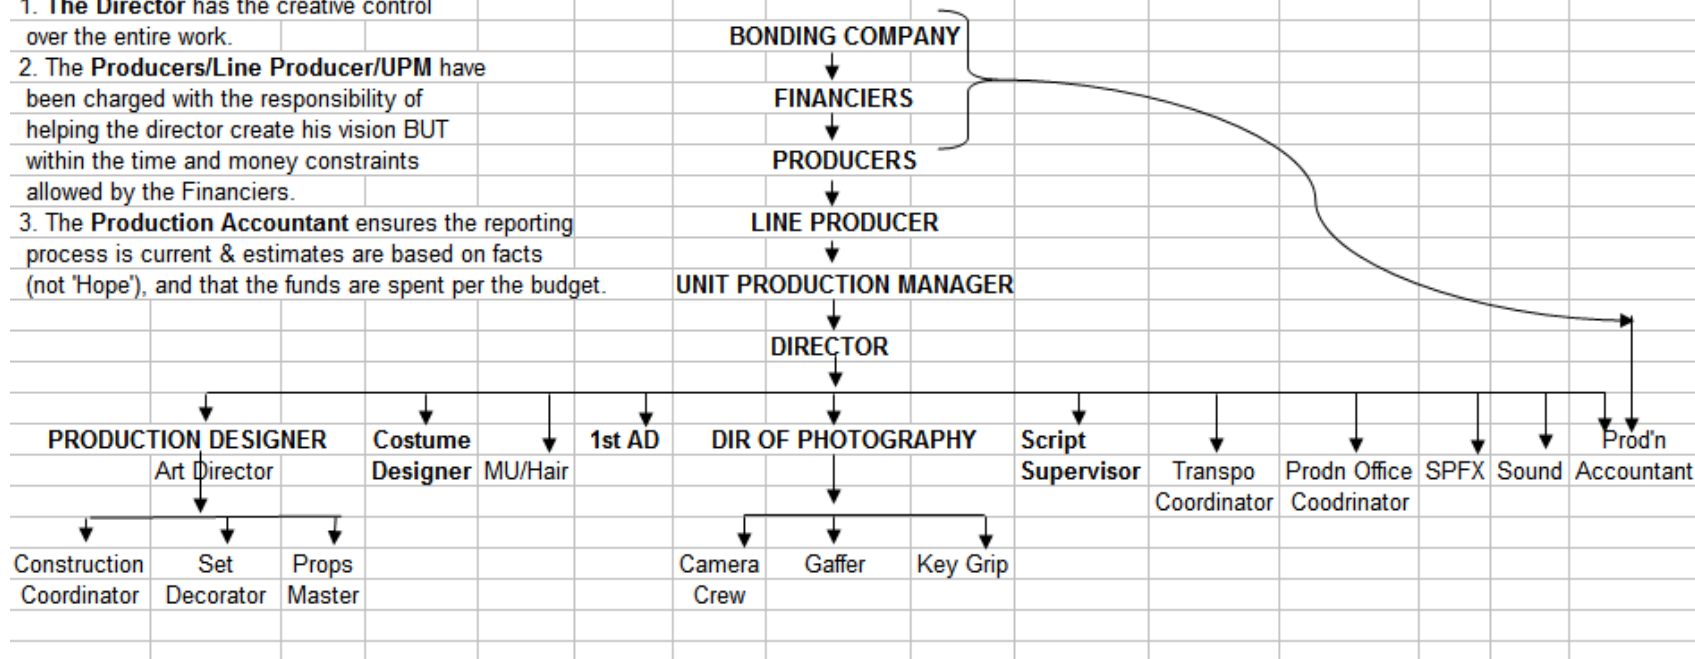 1. The Director has the creative control
over the entire work.
2. The Producers/Line Producer/UPM have
been charged with the responsibility of
helping the director create his vision BUT
within the time and money constraints
allowed by the Financiers.
3. The Production Accountant ensures the reporting
process is current & estimates are based on facts
(not 'Hope'), and that the funds are spent per the budget.
BONDING COMPANY
FINANCIERS
PRODUCERS
LINE PRODUCER
UNIT PRODUCTION MANAGER
DIRECTOR
PRODUCTION DESIGNER
Art Director
Costume
Designer
MU/Hair
1st AD
DIR OF PHOTOGRAPHY
Script
Supervisor
Transpo
Coordinator
Prodn Office
Coodrinator
SPFX
Sound
Prod'n
Accountant
Construction
Coordinator
Set
Decorator
Props
Master
Camera
Crew
Gaffer
Key Grip